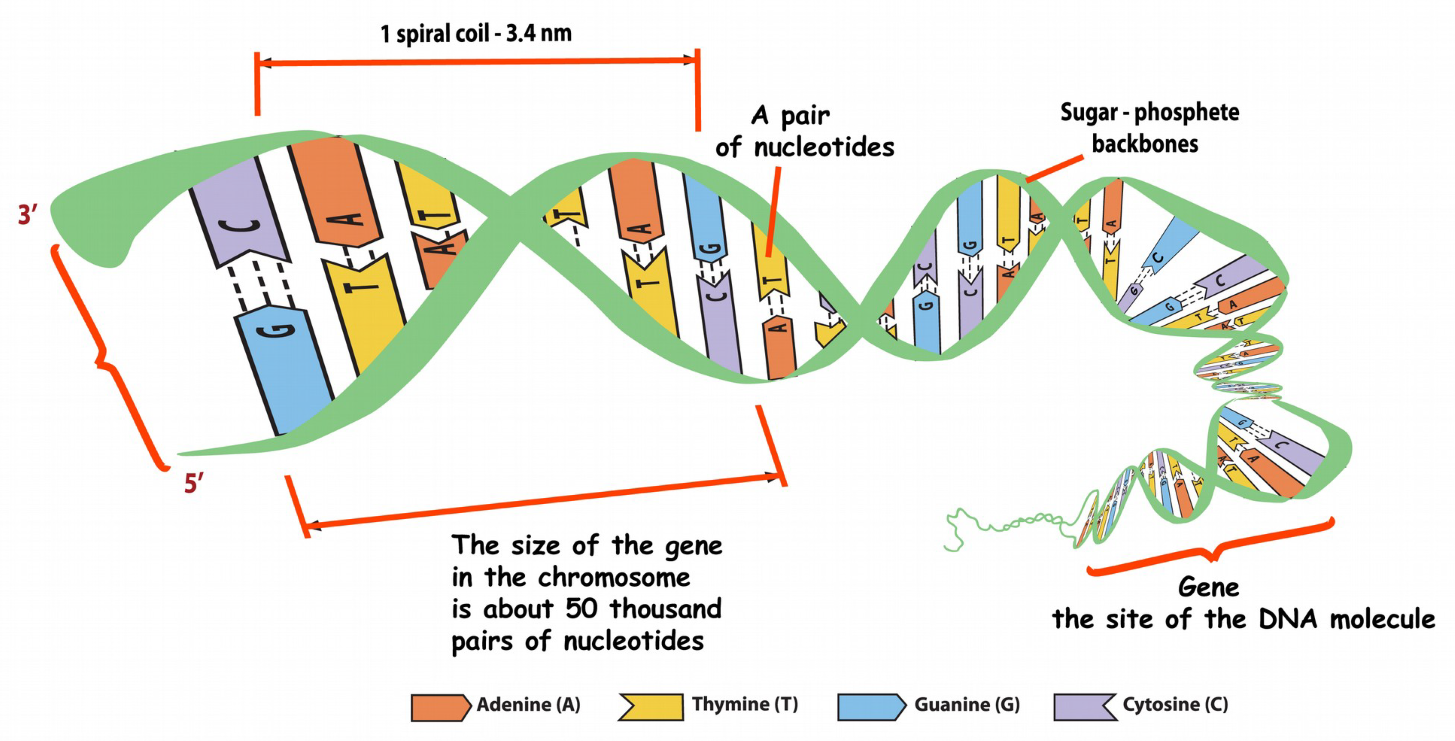 1 spiral coil - 3.4 nm
A pair
of nucleotides
Sugar - phosphete
backbones
3′
C
A
T
A
T
G
T
A
T
G
C
T
A
C
G
G
C
T
A
A
T
A
T
C
G
C
G
A
T
A
T
G
C
T
A
A
T
5′
The size of the gene
in the chromosome
is about 50 thousand
pairs of nucleotides
Gene
the site of the DNA molecule
Adenine (A)
Thymine (T)
Guanine (G)
Cytosine (C)